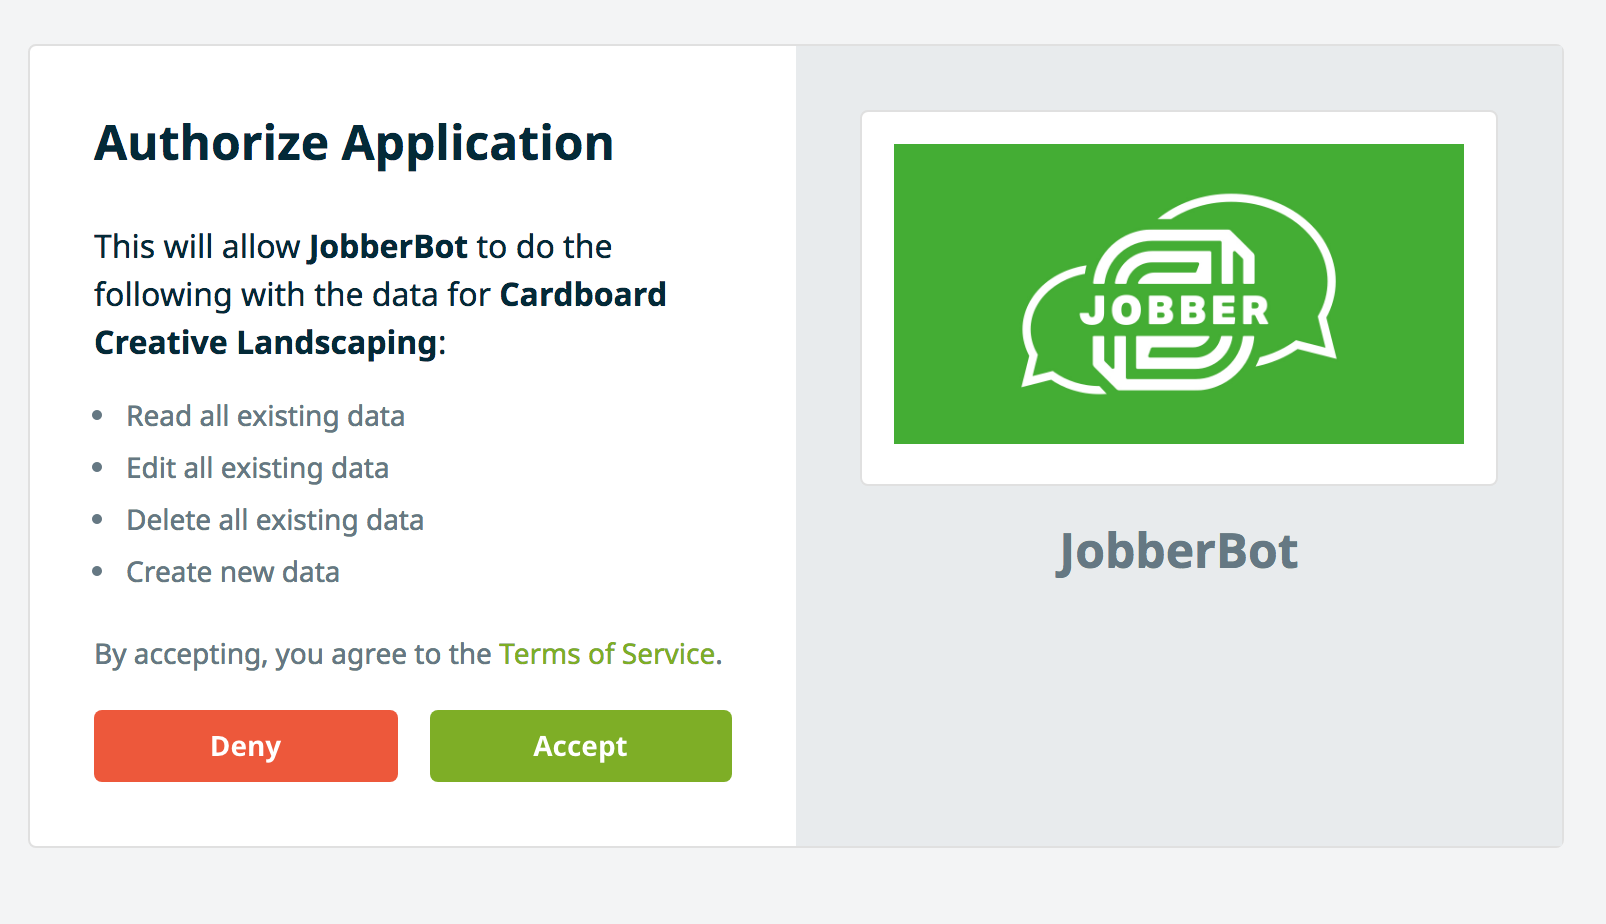 Authorize Application
This will allow JobberBot to do the
following with the data for Cardboard
Creative Landscaping:
Read all existing data
Edit all existing data
Delete all existing data
Create new data
By accepting, you agree to the Terms of Service.
Deny
Accept
JOBBER
JobberBot